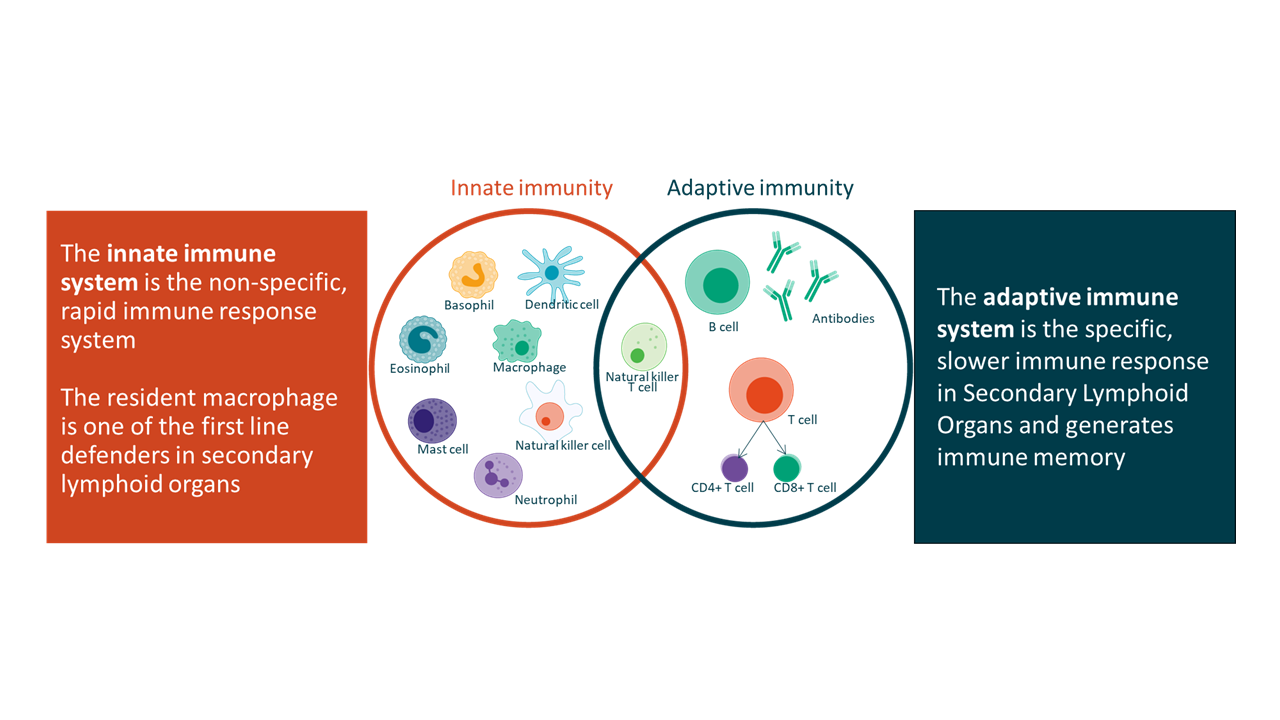 Innate immunity
Adaptive immunity
The innate immune
system is the non-specific,
rapid immune response
system
The resident macrophage
is one of the first line
defenders in secondary
lymphoid organs
Basophil
Dendritic cell
Eosinophil
Macrophage
Mast cell
Natural killer cell
Neutrophil
Natural killer
T cell
B cell
Antibodies
T cell
CD4+ T cell
CD8+ T cell
The adaptive immune
system is the specific,
slower immune response
in Secondary Lymphoid
Organs and generates
immune memory